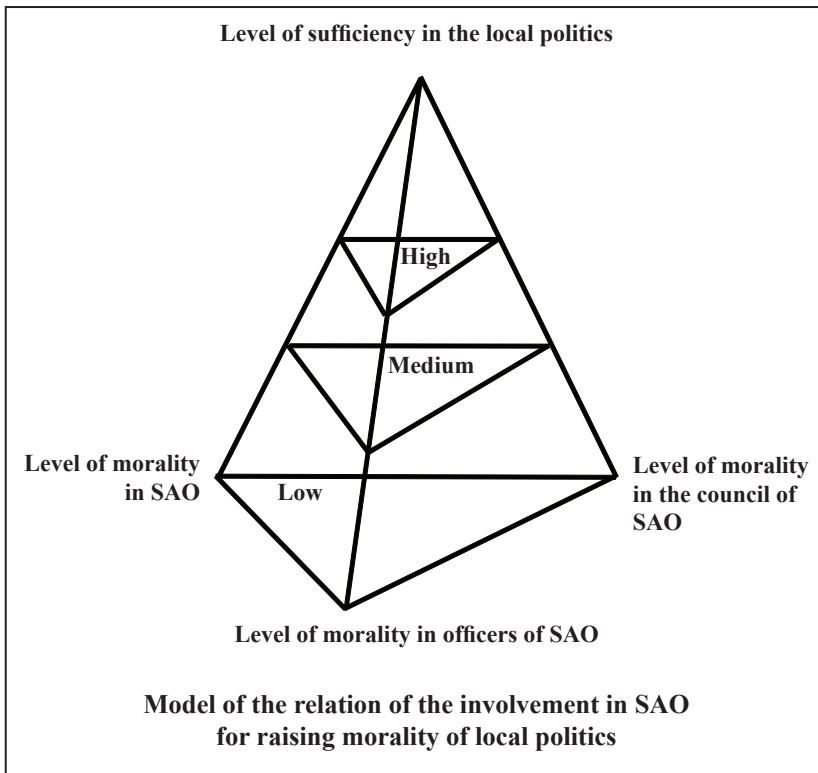 Level of sufficiency in the local politics
High
Medium
Level of morality
in SAO
Low
Level of morality
in the council of
SAO
Level of morality in officers of SAO
Model of the relation of the involvement in SAO
for raising morality of local politics